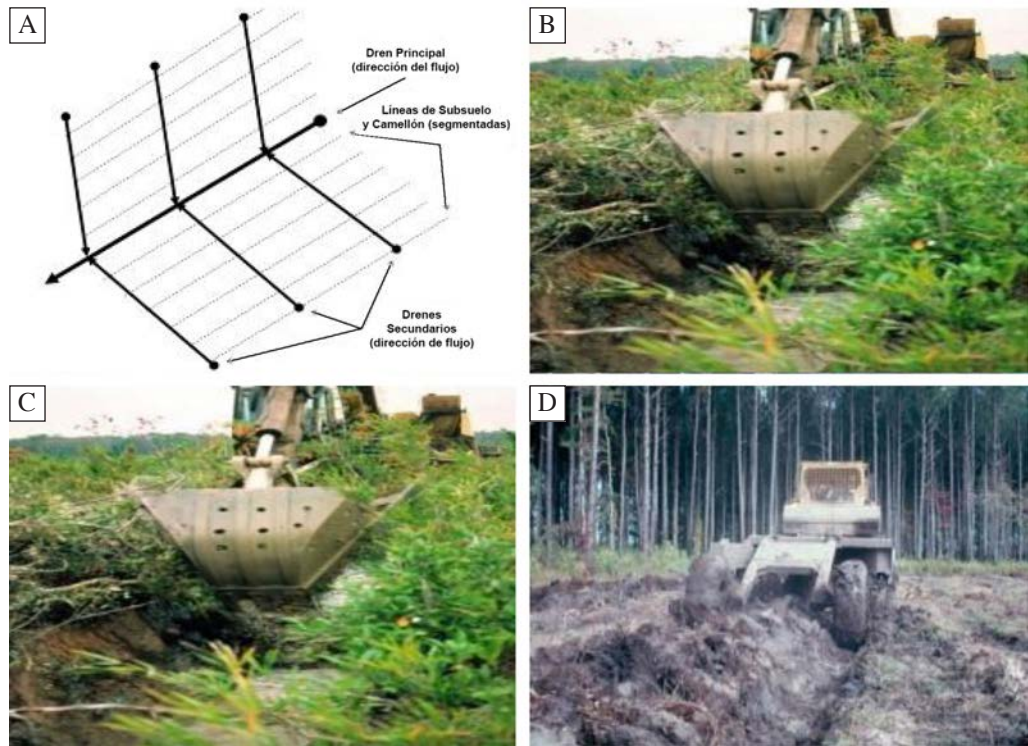 A
Dren Principal
(dirección del flujo)
Líneas de Subsuelo
y Camellón (segmentadas)
Drenes
Secundarios
(dirección de flujo)
B
C
D